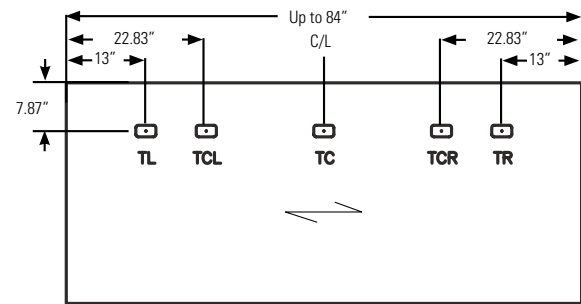 Up to 84″
22.83″ C/L 22.83″
13″ 13″
7.87″
TL TCL TC TCR TR